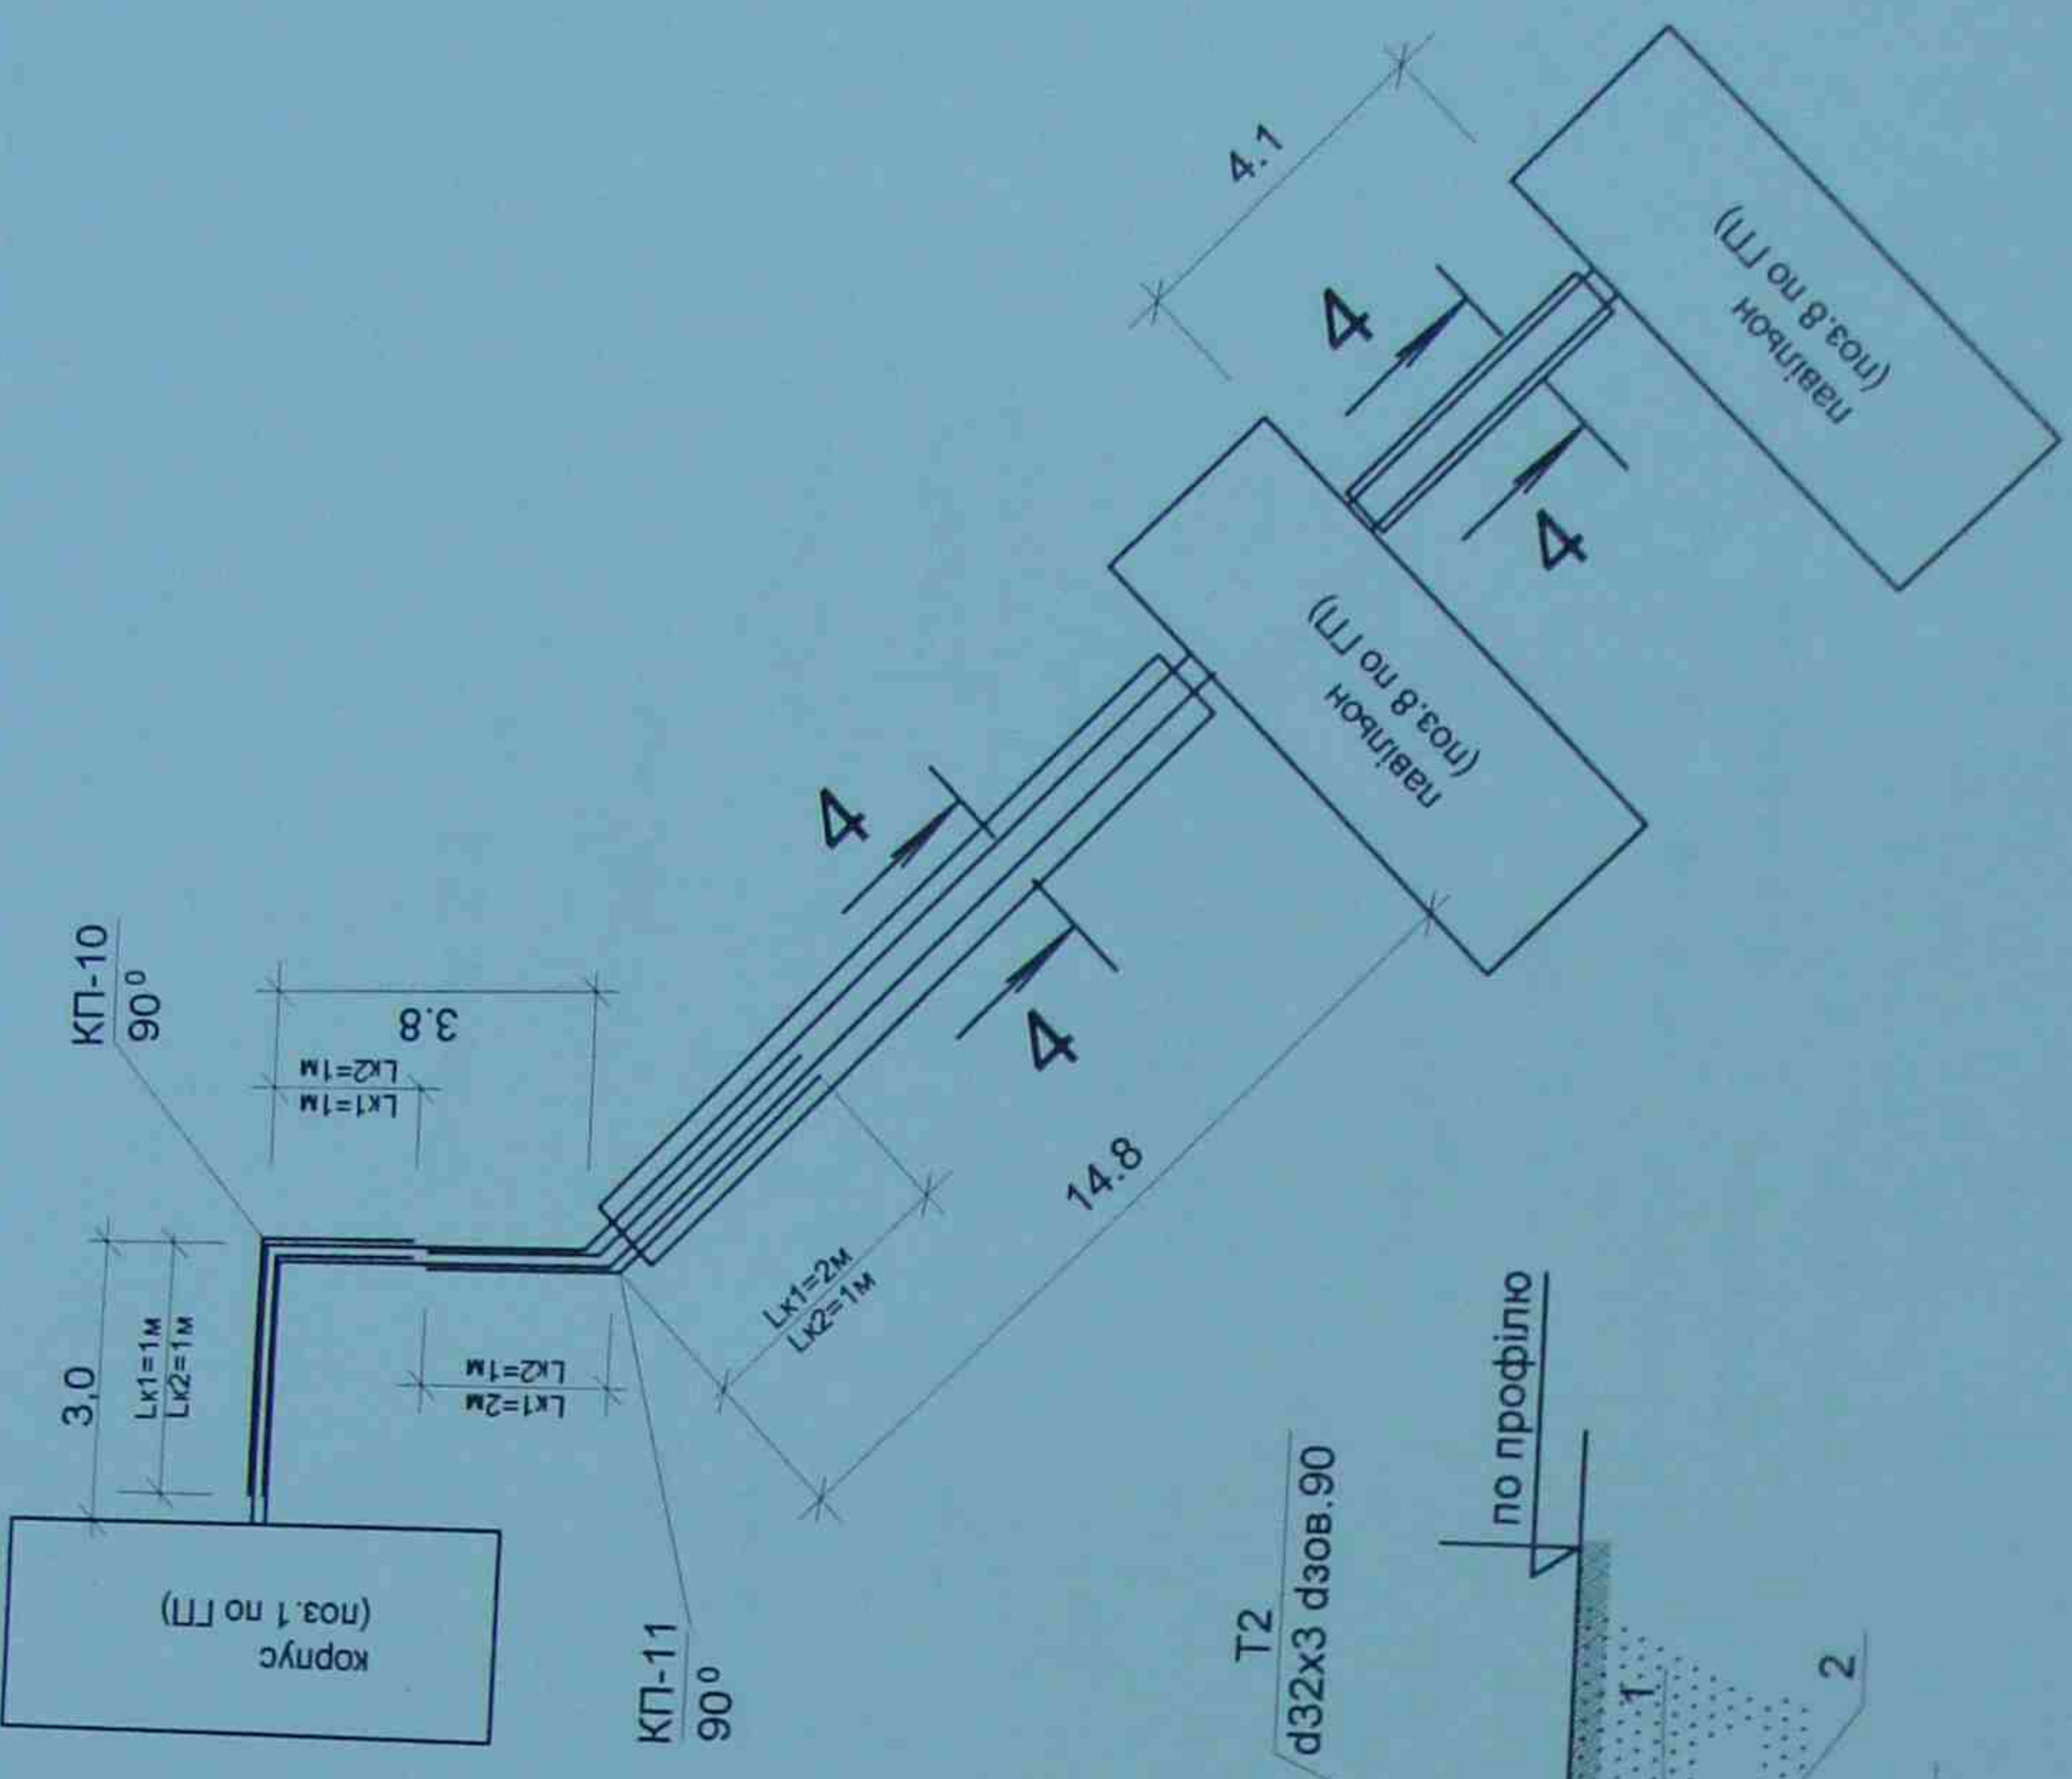 4.1
павільон
(поз.8 по ГП)
4
4
павільон
(поз.8 по ГП)
4
4
14.8
КП-10
90⁰
3.8
Lк1=1м
Lк2=1м
3,0
Lк1=1м
Lк2=1м
Lк1=2м
Lк2=1м
Lк1=2м
Lк2=1м
корпус
(поз.1 по ГП)
КП-11
90⁰
Т2
d32х3 dзов.90
по профілю
1
2